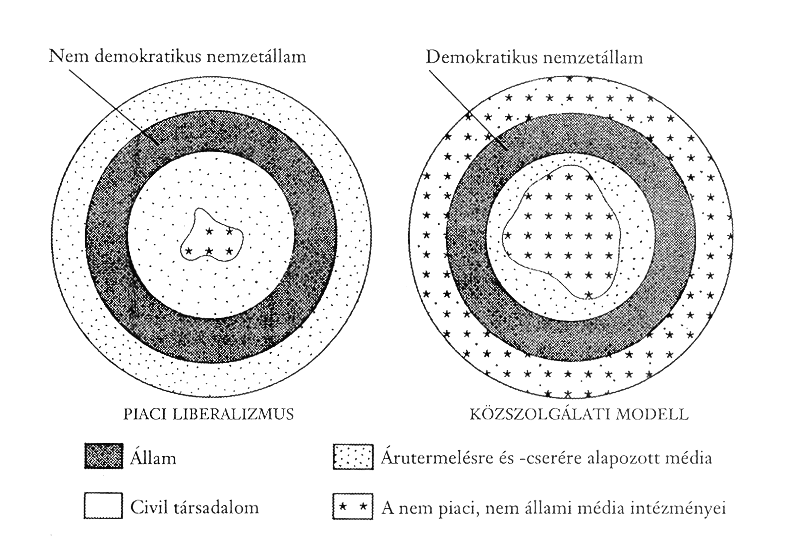 Nem demokratikus nemzetállam
Demokratikus nemzetállam
PIACI LIBERALIZMUS
KÖZSZOLGÁLATI MODELL
Állam
Árutermelésre és -cserére alapozott média
Civil társadalom
A nem piaci, nem állami média intézményei